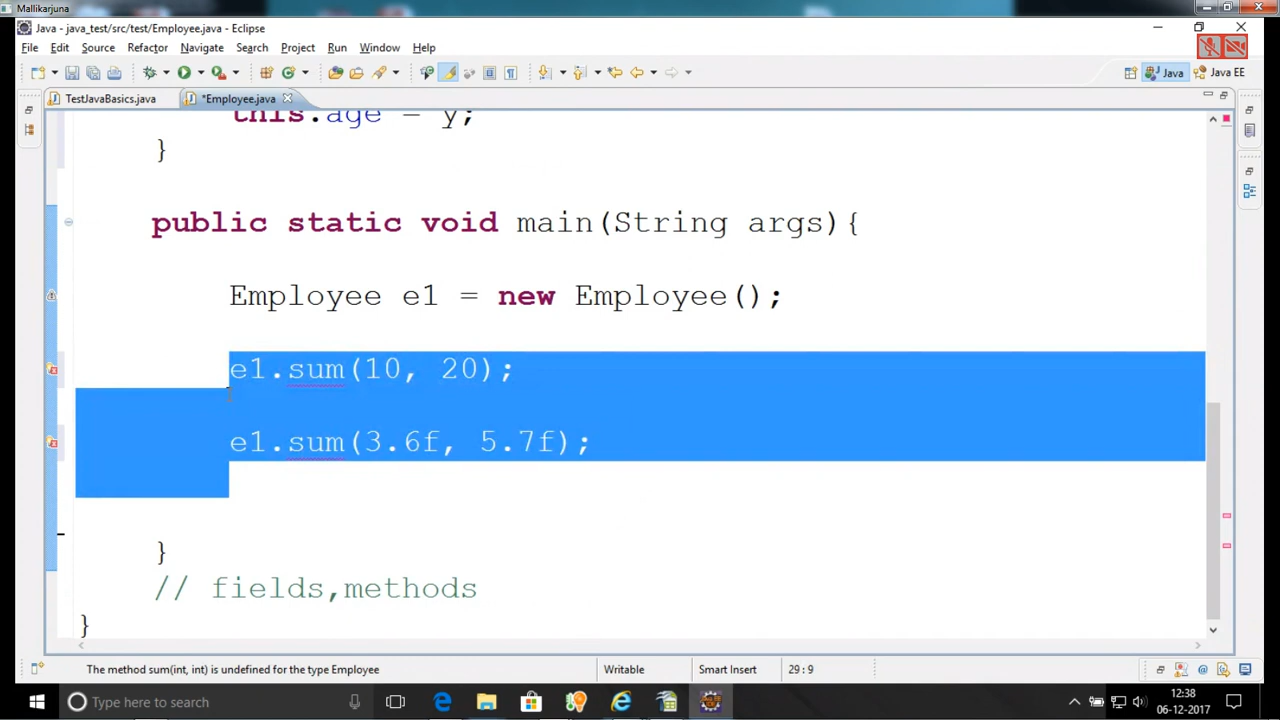 Mallikarjuna
Java - java_test/src/test/Employee.java - Eclipse
File Edit Source Refactor Navigate Search Project Run Window Help
Java Java EE
TestJavaBasics.java *Employee.java
this.age = y;
}
public static void main(String args){
Employee e1 = new Employee();
e1.sum(10, 20);
e1.sum(3.6f, 5.7f);
}
// fields,methods
}
The method sum(int, int) is undefined for the type Employee Writable Smart Insert 29 : 9
Type here to search
12:38
06-12-2017